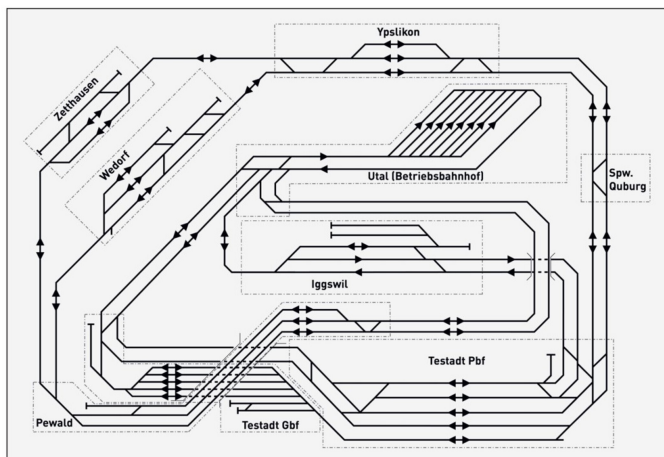 Ypslikon
Zetthausen
Wedorf
Utal (Betriebsbahnhof)
Spw.
Quburg
Iggswil
Testadt Pbf
Pewald
Testadt Gbf